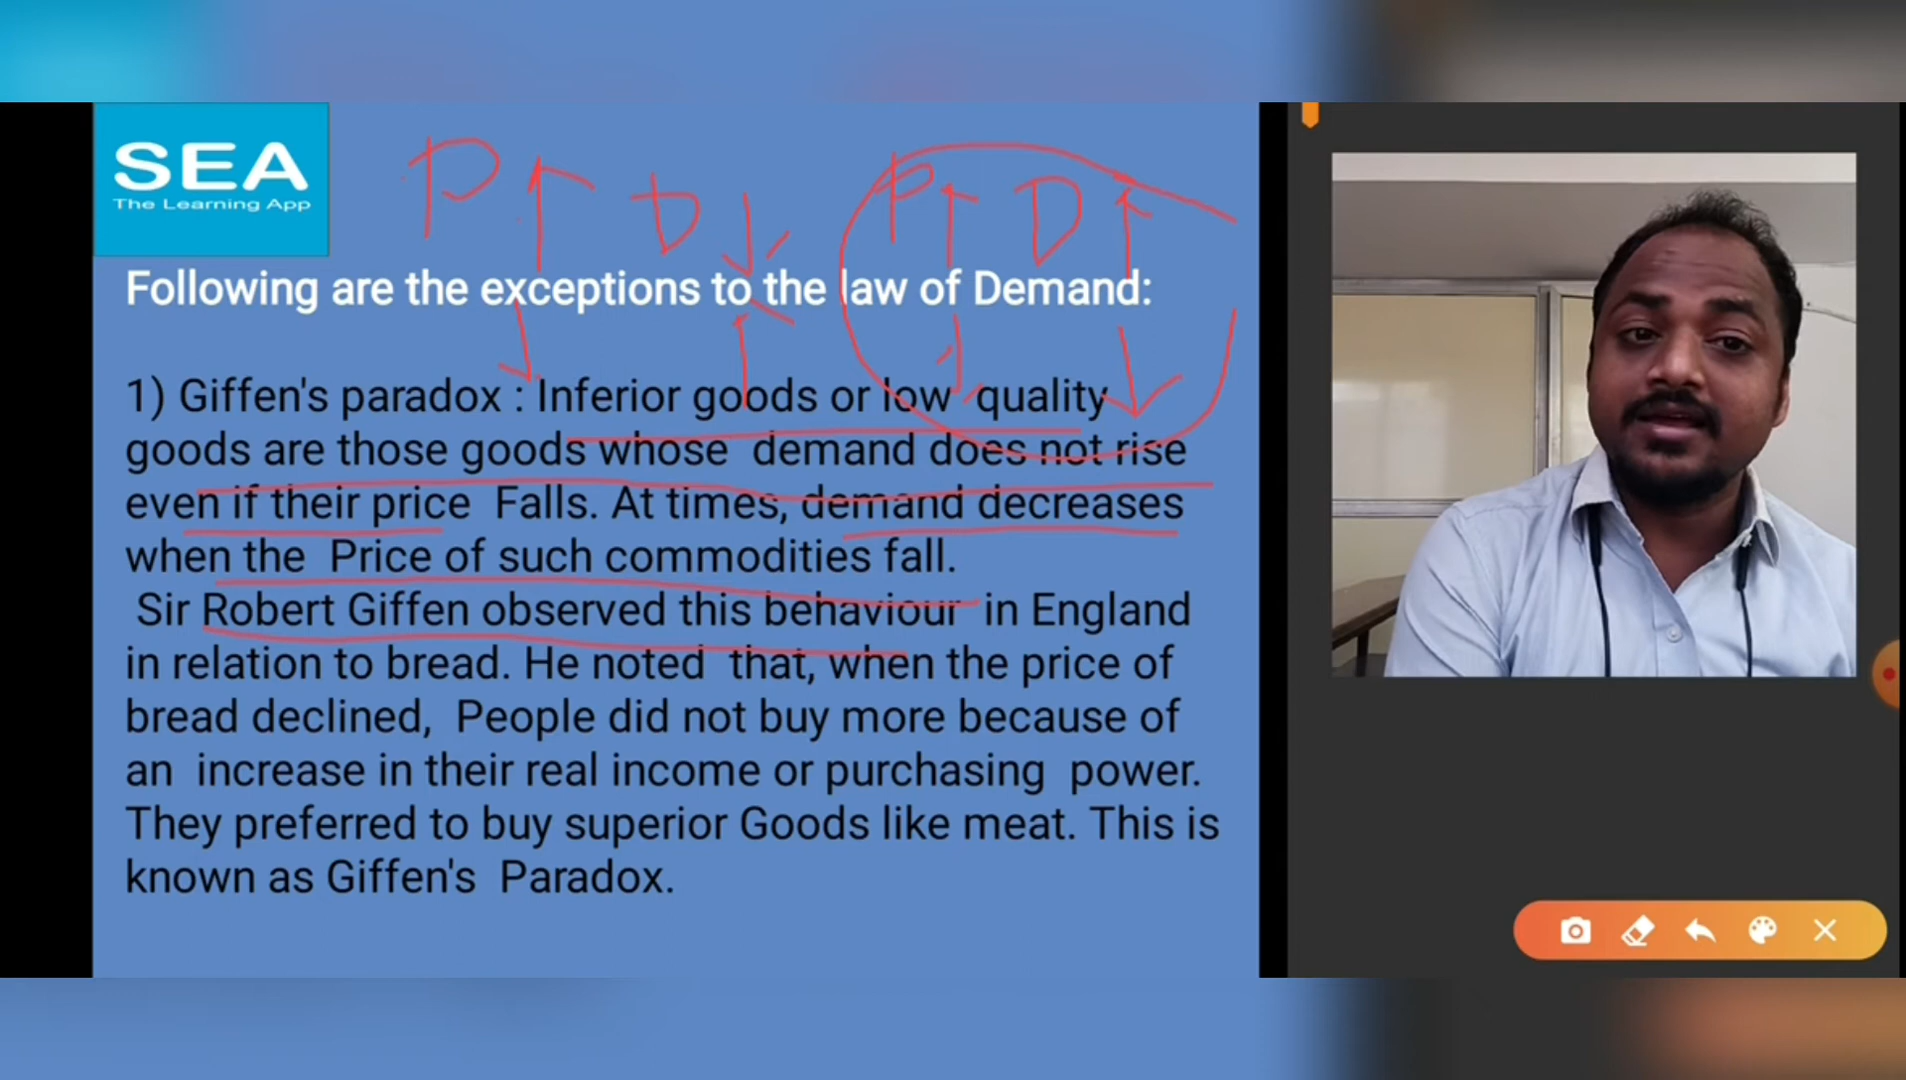 SEA
The Learning App
P D P D
Following are the exceptions to the law of Demand:
1) Giffen's paradox : Inferior goods or low quality
goods are those goods whose demand does not rise
even if their price Falls. At times, demand decreases
when the Price of such commodities fall.
Sir Robert Giffen observed this behaviour in England
in relation to bread. He noted that, when the price of
bread declined, People did not buy more because of
an increase in their real income or purchasing power.
They preferred to buy superior Goods like meat. This is
known as Giffen's Paradox.